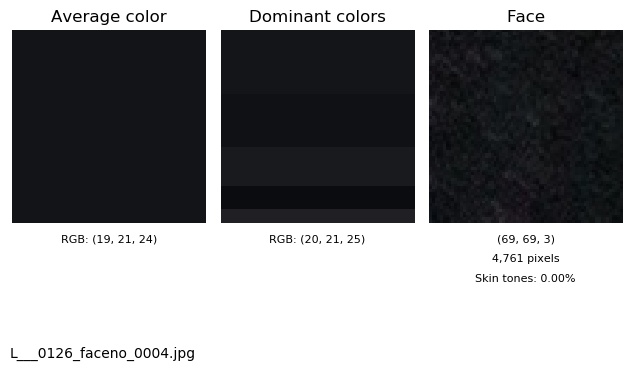 Average color
Dominant colors
Face
RGB: (19, 21, 24)
RGB: (20, 21, 25)
(69, 69, 3)
4,761 pixels
Skin tones: 0.00%
L___0126_faceno_0004.jpg